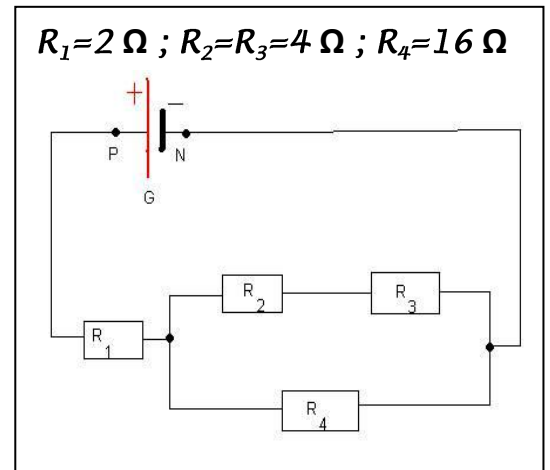 R₁=2 Ω ; R₂=R₃=4 Ω ; R₄=16 Ω
+ −
P N
G
R₂ R₃
R₁
R₄